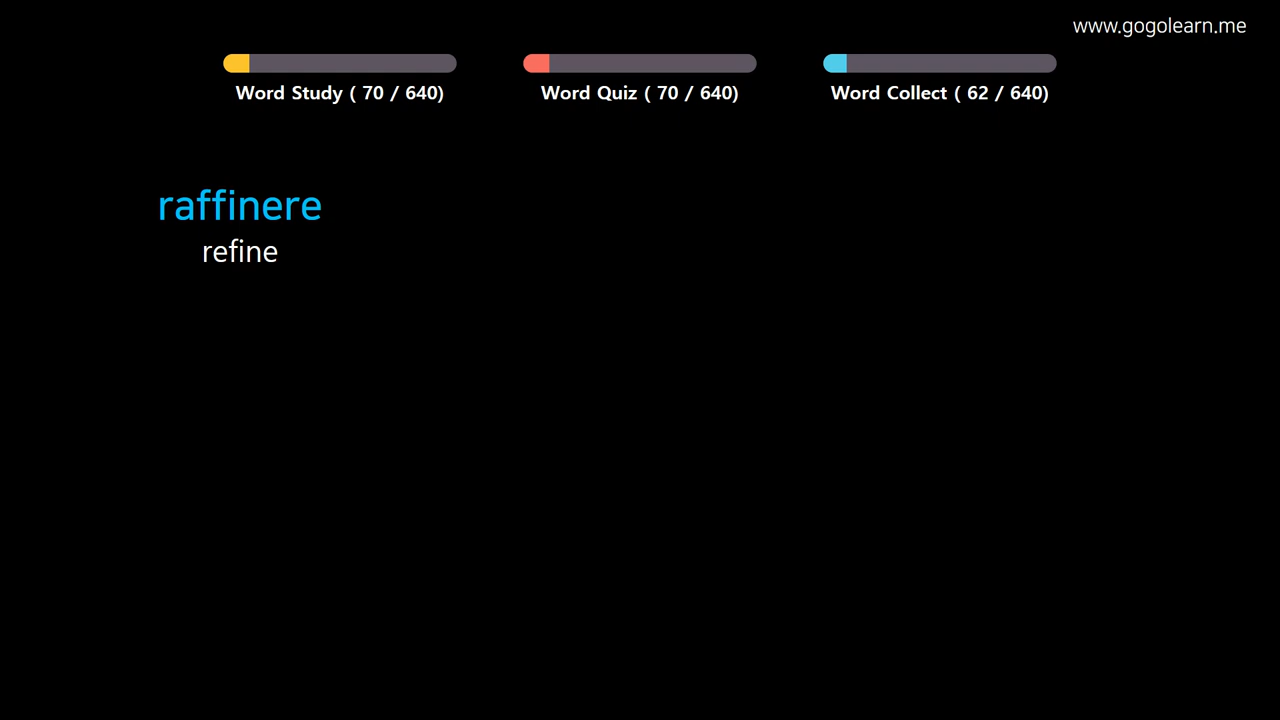 www.gogolearn.me
Word Study ( 70 / 640)
Word Quiz ( 70 / 640)
Word Collect ( 62 / 640)
raffinere
refine